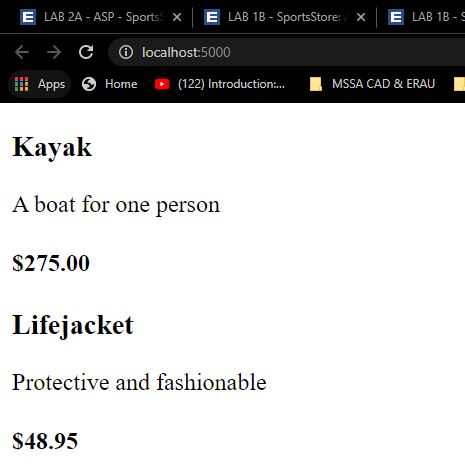 LAB 2A - ASP - Sports LAB 1B - SportsStore: LAB 1B - S
localhost:5000
Apps Home (122) Introduction:... MSSA CAD & ERAU
Kayak
A boat for one person
$275.00
Lifejacket
Protective and fashionable
$48.95